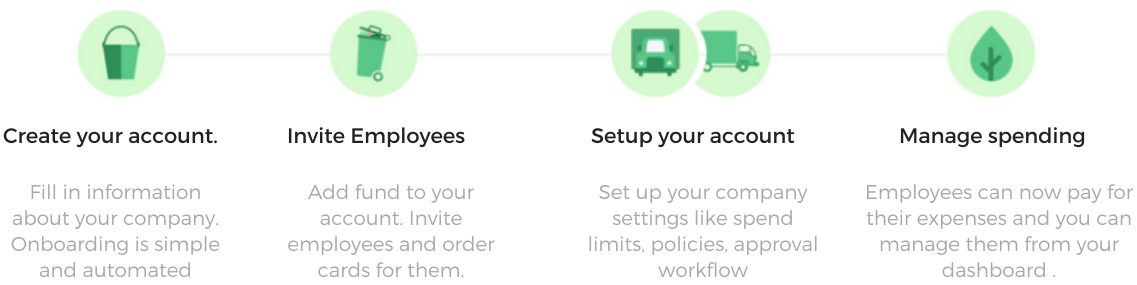 Create your account.
Fill in information
about your company.
Onboarding is simple
and automated
Invite Employees
Add fund to your
account. Invite
employees and order
cards for them.
Setup your account
Set up your company
settings like spend
limits, policies, approval
workflow
Manage spending
Employees can now pay for
their expenses and you can
manage them from your
dashboard .